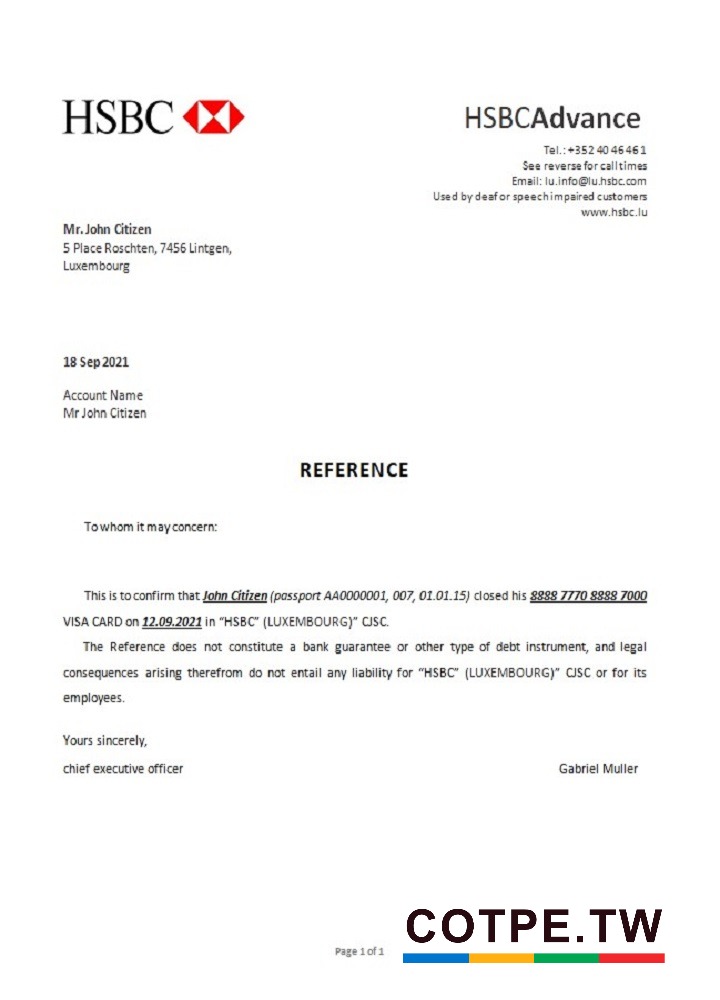 HSBC
HSBCAdvance
Tel.: +352 40 46 46 1
See reverse for call times
Email: lu.info@lu.hsbc.com
Used by deaf or speech impaired customers
www.hsbc.lu
Mr. John Citizen
5 Place Roschten, 7456 Lintgen,
Luxembourg
18 Sep 2021
Account Name
Mr John Citizen
REFERENCE
To whom it may concern:
This is to confirm that John Citizen (passport AA0000001, 007, 01.01.15) closed his 8888 7770 8888 7000
VISA CARD on 12.09.2021 in “HSBC” (LUXEMBOURG)” CJSC.
The Reference does not constitute a bank guarantee or other type of debt instrument, and legal
consequences arising therefrom do not entail any liability for “HSBC” (LUXEMBOURG)” CJSC or for its
employees.
Yours sincerely,
chief executive officer
Gabriel Muller
Page 1 of 1
COTPE.TW